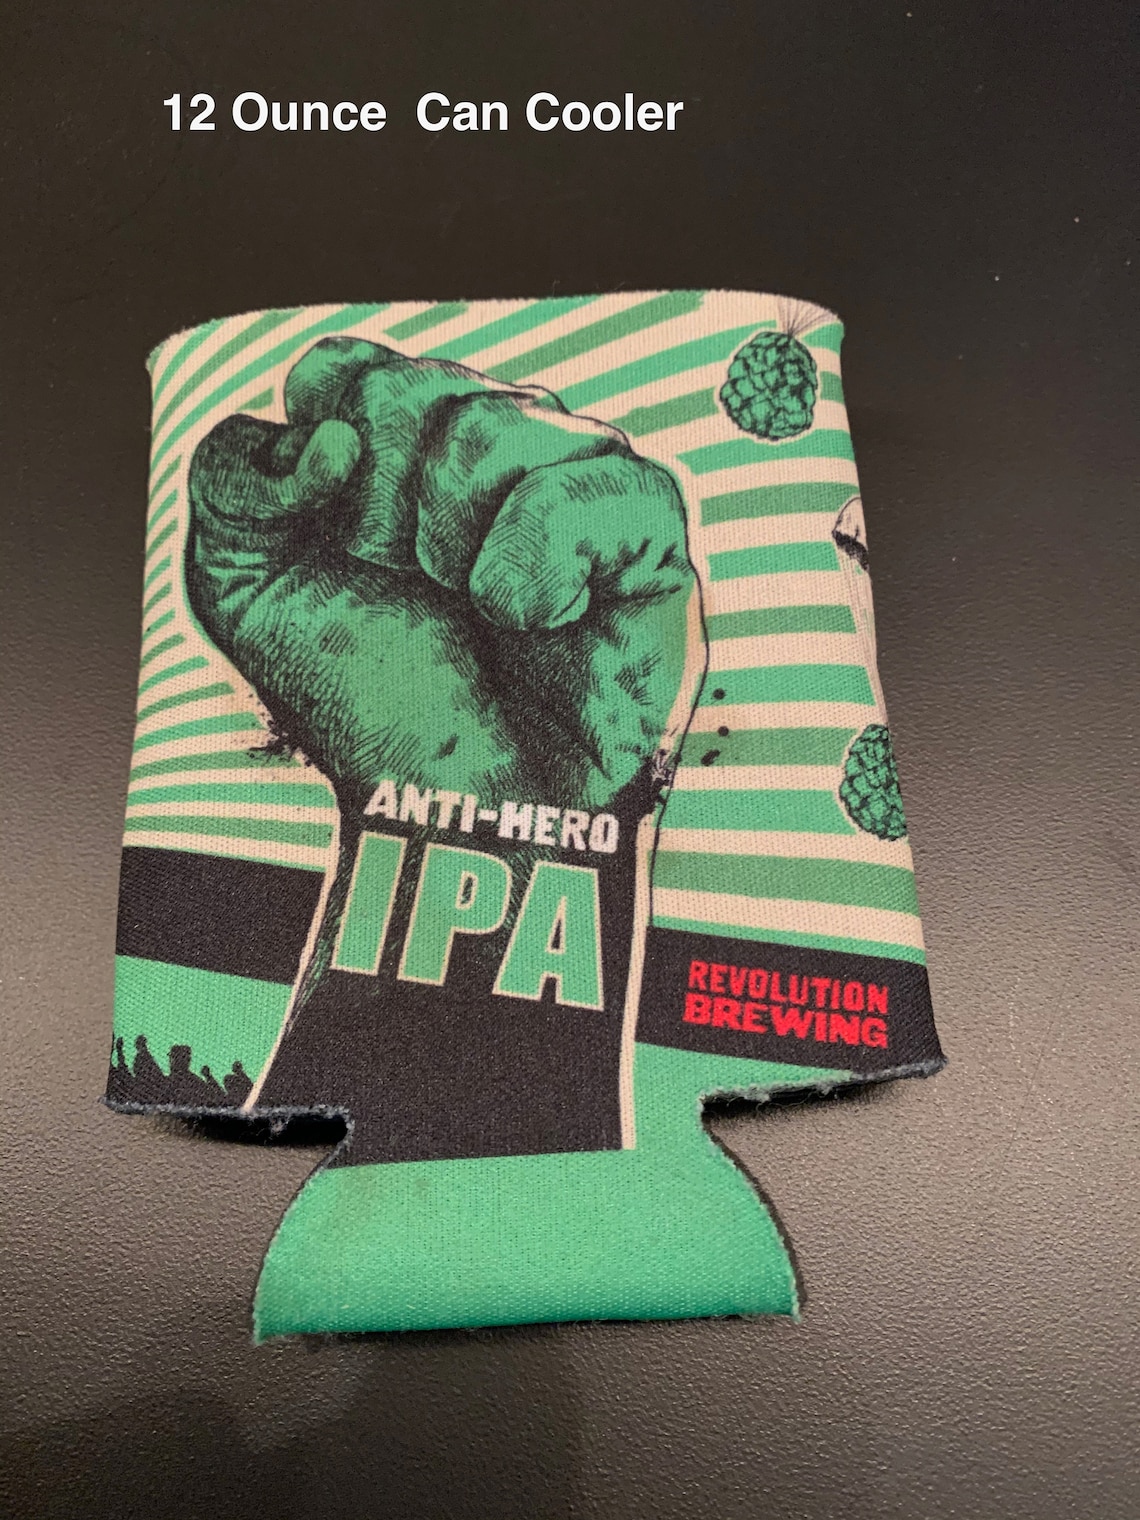 12 Ounce  Can Cooler
ANTI-HERO
IPA
REVOLUTION
BREWING